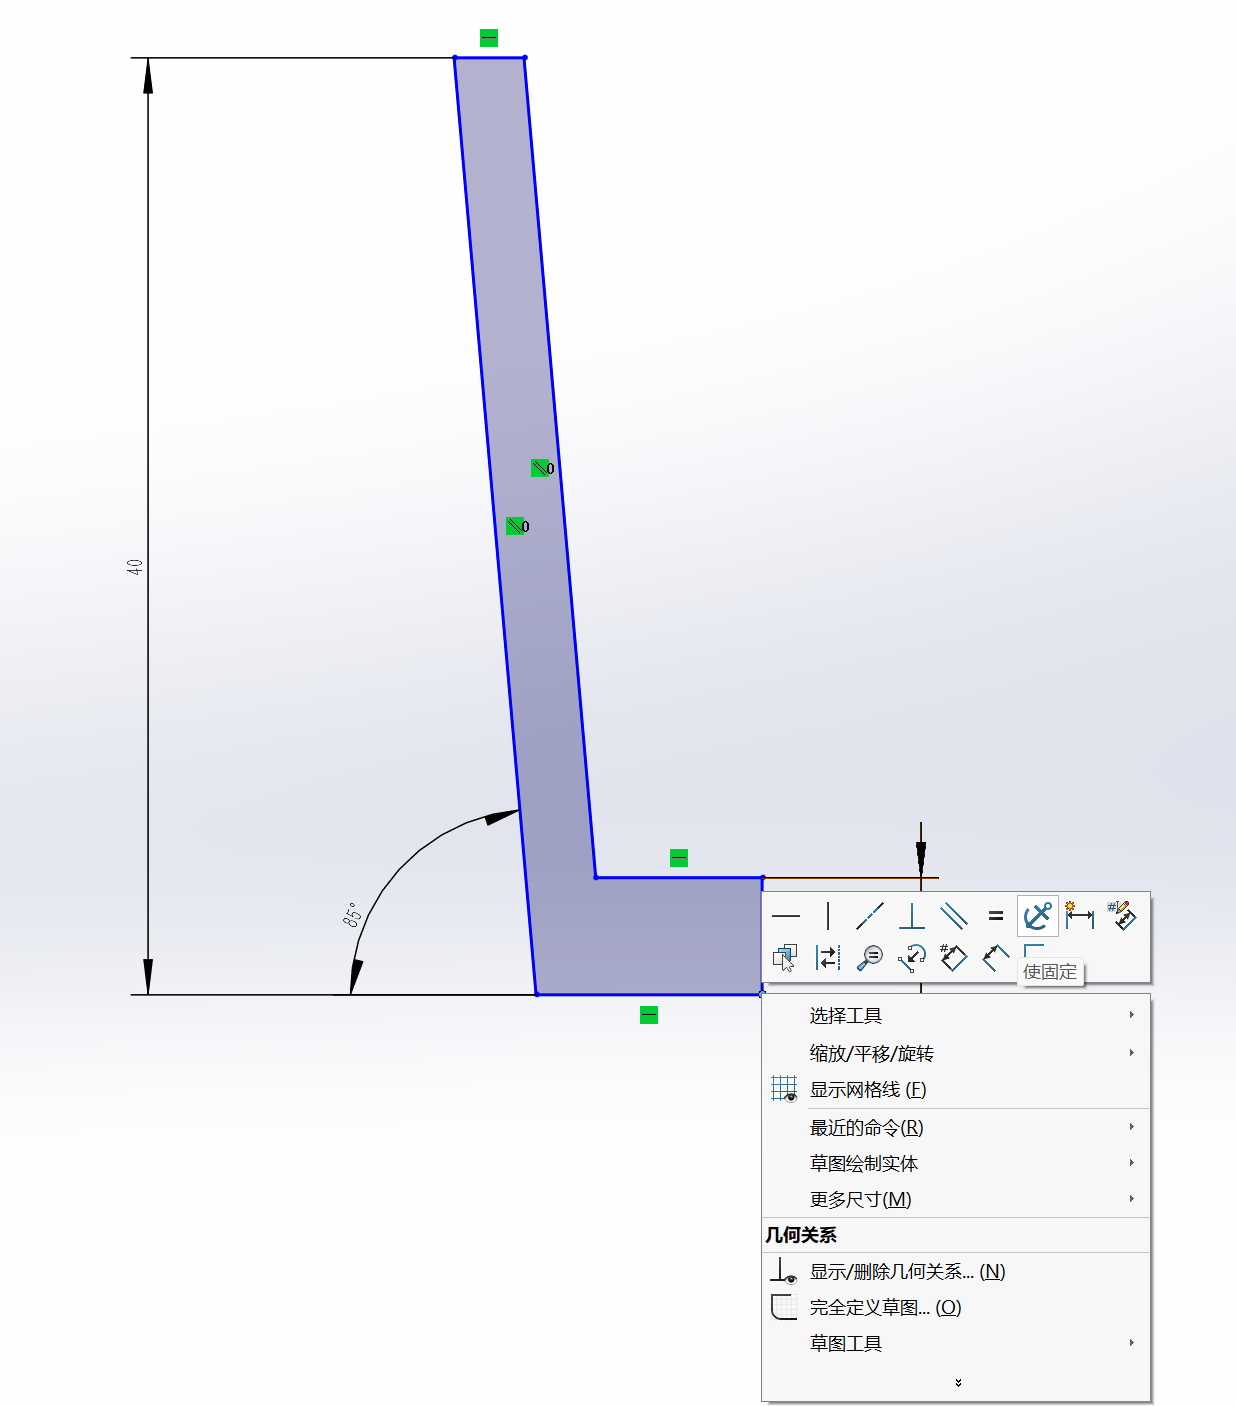 0
0
40
85°
使固定
选择工具
缩放/平移/旋转
显示网格线 (F)
最近的命令(R)
草图绘制实体
更多尺寸(M)
几何关系
显示/删除几何关系... (N)
完全定义草图... (O)
草图工具